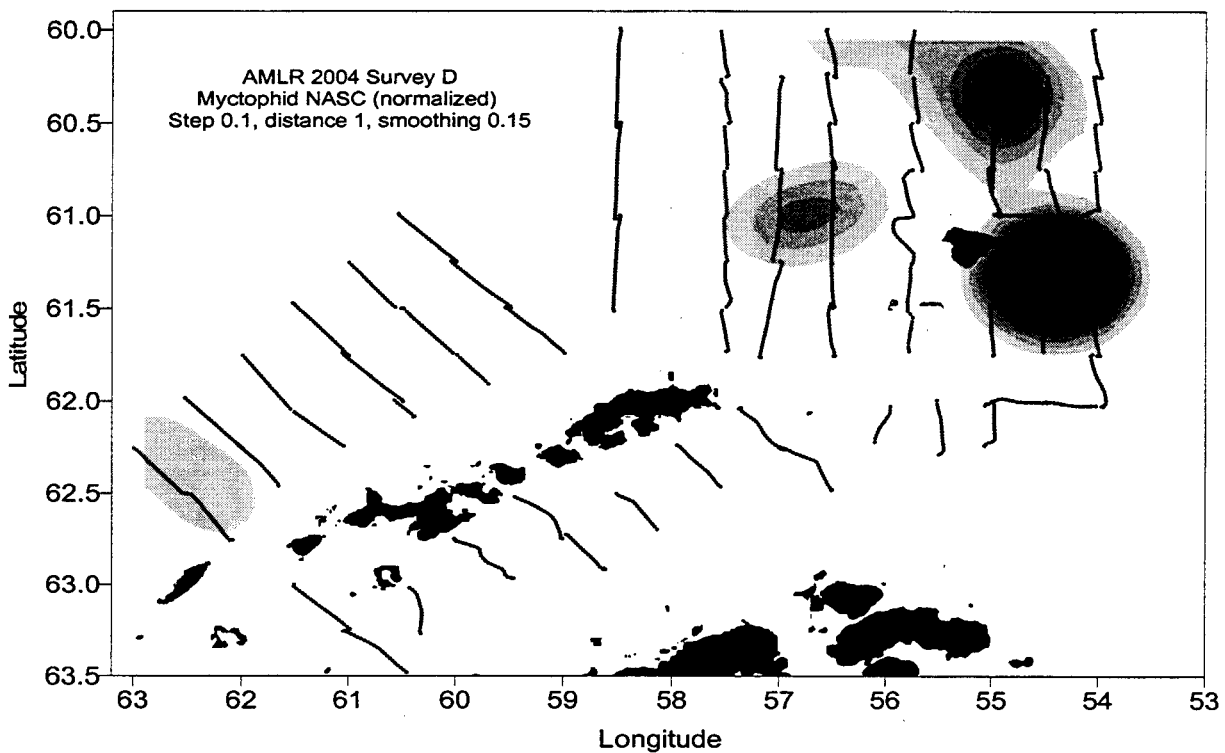 60.0
AMLR 2004 Survey D
Myctophid NASC (normalized)
Step 0.1, distance 1, smoothing 0.15
60.5
61.0
61.5
62.0
62.5
63.0
63.5
Latitude
63 62 61 60 59 58 57 56 55 54 53
Longitude